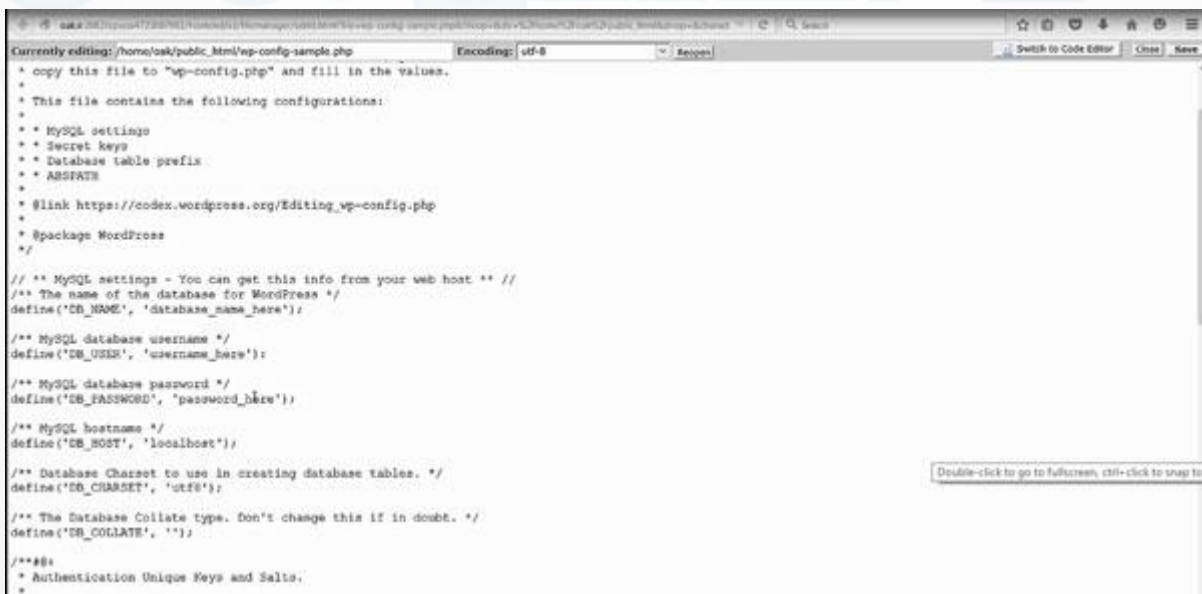 Search
Currently editing: /home/oak/public_html/wp-config-sample.php Encoding: utf-8 Reopen Switch to Code Editor Close Save
* copy this file to "wp-config.php" and fill in the values.
*
* This file contains the following configurations:
*
* * MySQL settings
* * Secret keys
* * Database table prefix
* * ABSPATH
*
* @link https://codex.wordpress.org/Editing_wp-config.php
*
* @package WordPress
*/
// ** MySQL settings - You can get this info from your web host ** //
/** The name of the database for WordPress */
define('DB_NAME', 'database_name_here');
/** MySQL database username */
define('DB_USER', 'username_here');
/** MySQL database password */
define('DB_PASSWORD', 'password_here');
/** MySQL hostname */
define('DB_HOST', 'localhost');
/** Database Charset to use in creating database tables. */
define('DB_CHARSET', 'utf8');
Double-click to go to fullscreen, ctrl+click to snap to
/** The Database Collate type. Don't change this if in doubt. */
define('DB_COLLATE', '');
/**#@+
* Authentication Unique Keys and Salts.
*